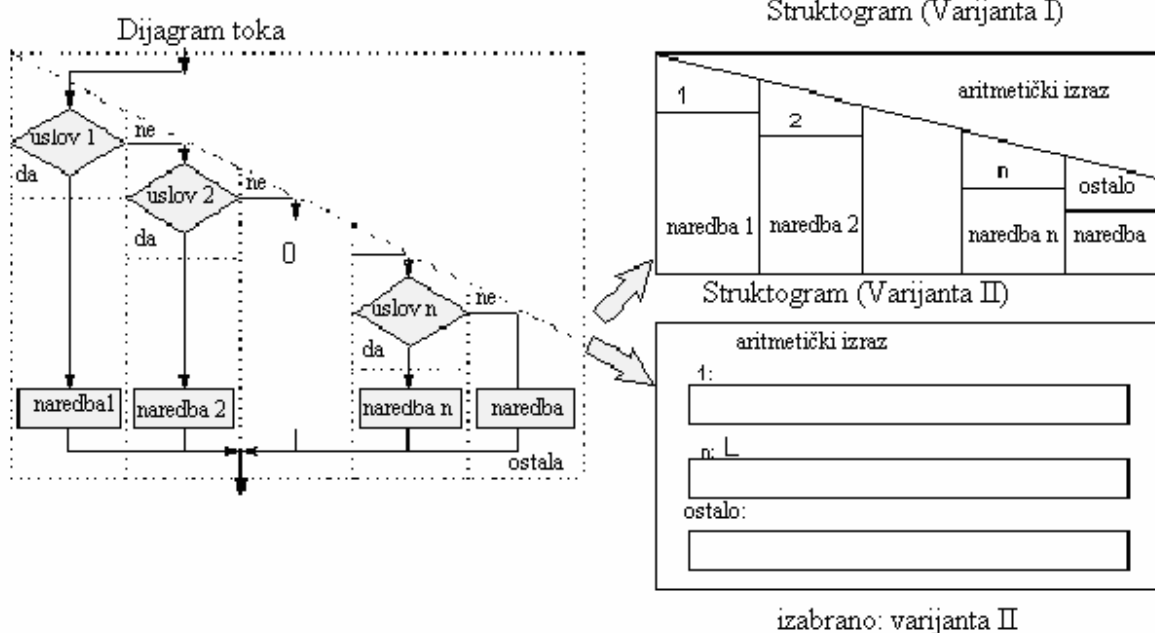 Dijagram toka
uslov 1
ne
da
uslov 2
ne
da
0
uslov n
ne
da
naredba1
naredba 2
naredba n
naredba
ostala
Struktogram (Varijanta I)
aritmetički izraz
1
2
n
ostalo
naredba 1
naredba 2
naredba n
naredba
Struktogram (Varijanta II)
aritmetički izraz
1:
n: L
ostalo:
izabrano: varijanta II